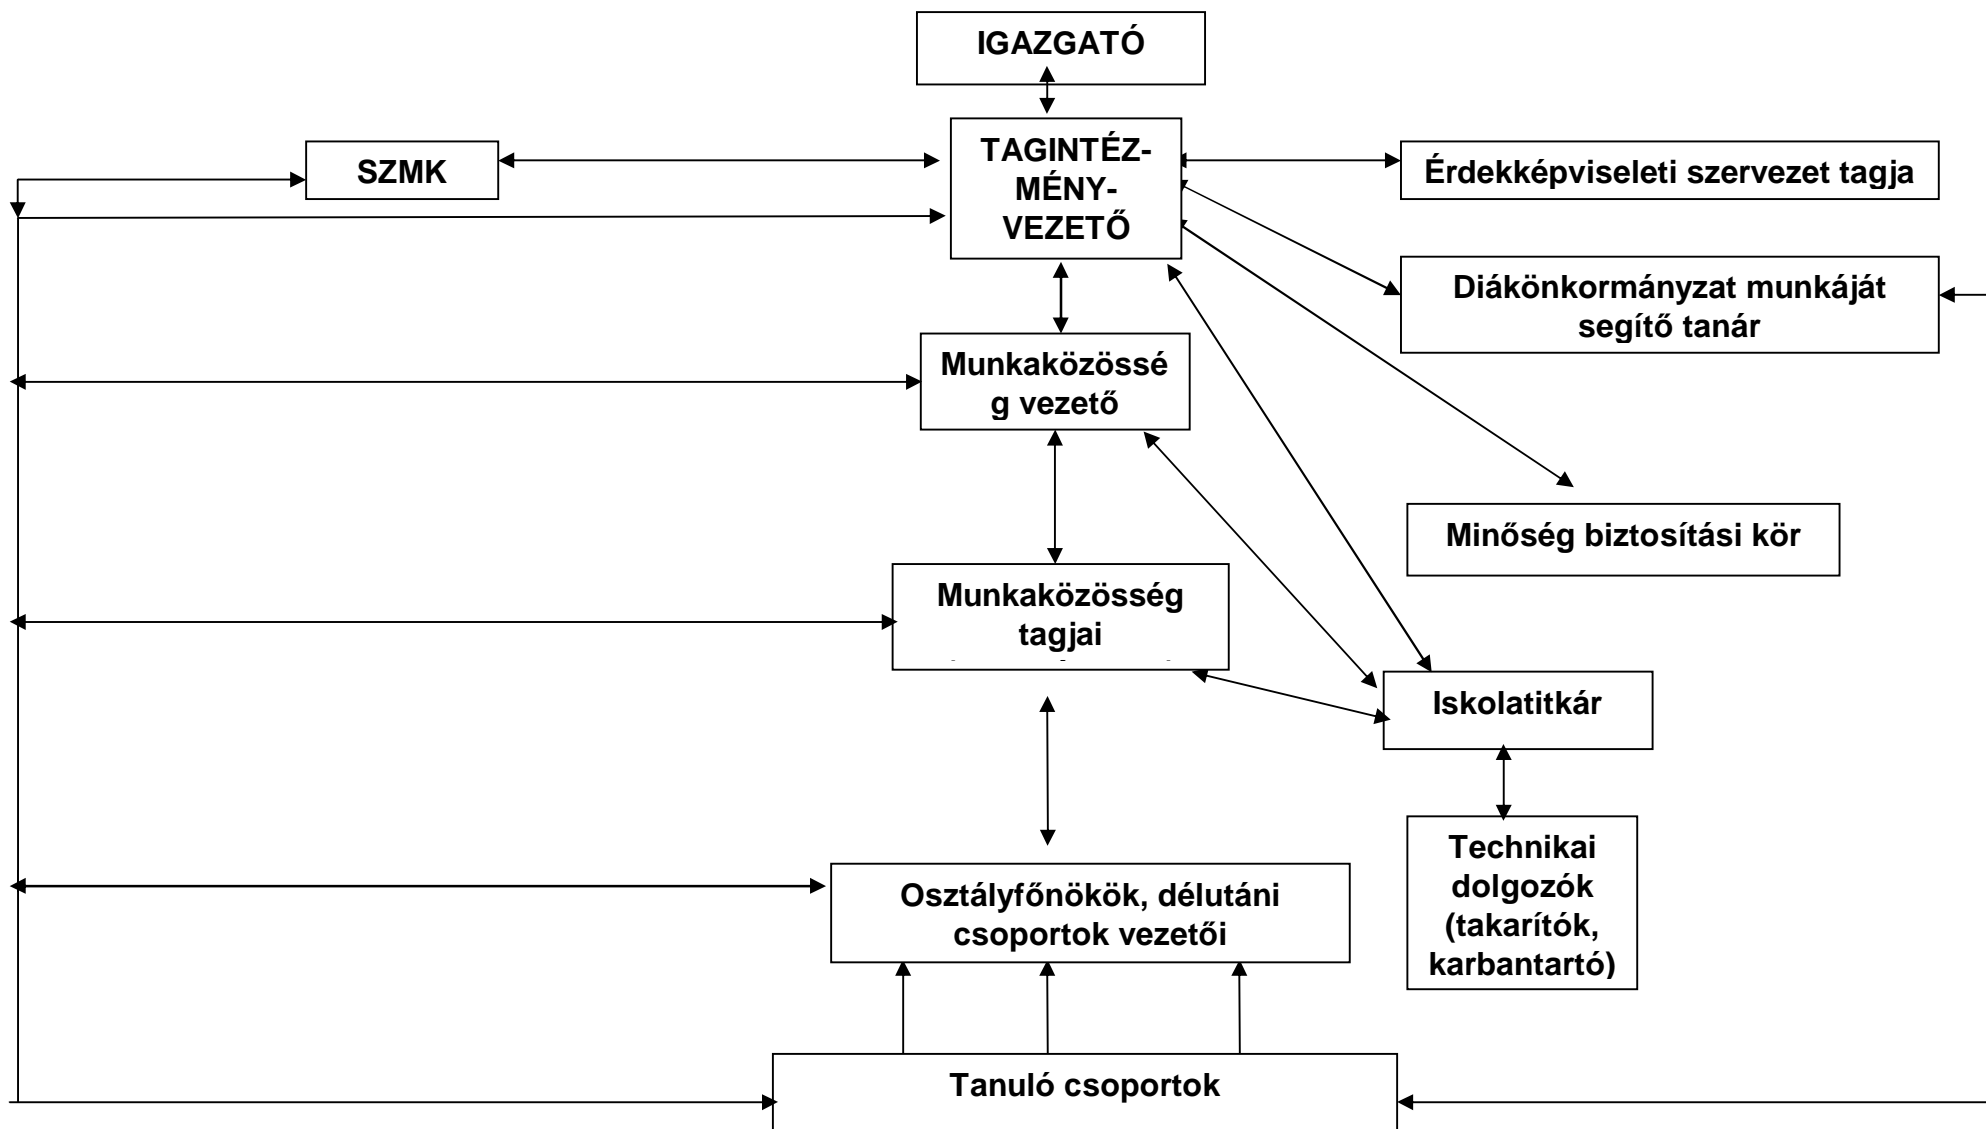 IGAZGATÓ
SZMK
TAGINTÉZ-
MÉNY-
VEZETŐ
Érdekképviseleti szervezet tagja
Diákönkormányzat munkáját
segítő tanár
Munkaközössé
g vezető
Minőség biztosítási kör
Munkaközösség
tagjai
Iskolatitkár
Technikai
dolgozók
(takarítók,
karbantartó)
Osztályfőnökök, délutáni
csoportok vezetői
Tanuló csoportok